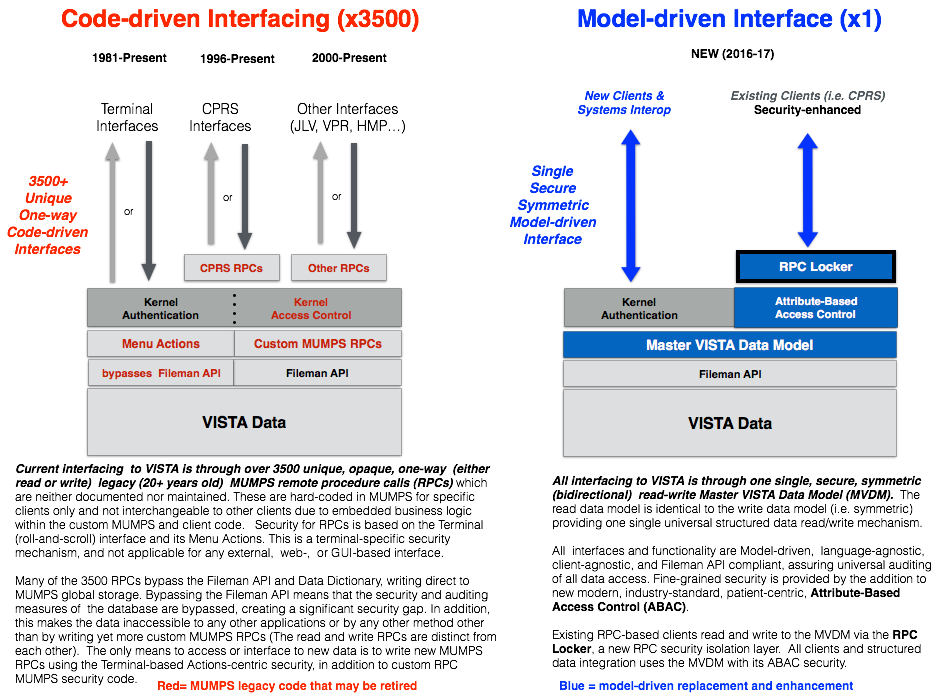 Code-driven Interfacing (x3500)
1981-Present
1996-Present
2000-Present
Terminal
Interfaces
CPRS
Interfaces
Other Interfaces
(JLV, VPR, HMP...)
3500+
Unique
One-way
Code-driven
Interfaces
or
or
or
CPRS RPCs
Other RPCs
Kernel
Authentication
Kernel
Access Control
Menu Actions
Custom MUMPS RPCs
bypasses Fileman API
Fileman API
VISTA Data
Current interfacing to VISTA is through over 3500 unique, opaque, one-way (either
read or write) legacy (20+ years old) MUMPS remote procedure calls (RPCs) which
are neither documented nor maintained. These are hard-coded in MUMPS for specific
clients only and not interchangeable to other clients due to embedded business logic
within the custom MUMPS and client code. Security for RPCs is based on the Terminal
(roll-and-scroll) interface and its Menu Actions. This is a terminal-specific security
mechanism, and not applicable for any external, web-, or GUI-based interface.
Many of the 3500 RPCs bypass the Fileman API and Data Dictionary, writing direct to
MUMPS global storage. Bypassing the Fileman API means that the security and auditing
measures of the database are bypassed, creating a significant security gap. In addition,
this makes the data inaccessible to any other applications or by any other method other
than by writing yet more custom MUMPS RPCs (The read and write RPCs are distinct from
each other). The only means to access or interface to new data is to write new MUMPS
RPCs using the Terminal-based Actions-centric security, in addition to custom RPC
MUMPS security code.
Red= MUMPS legacy code that may be retired
Model-driven Interface (x1)
NEW (2016-17)
New Clients &
Systems Interop
Existing Clients (i.e. CPRS)
Security-enhanced
Single
Secure
Symmetric
Model-driven
Interface
RPC Locker
Kernel
Authentication
Attribute-Based
Access Control
Master VISTA Data Model
Fileman API
VISTA Data
All interfacing to VISTA is through one single, secure, symmetric
(bidirectional) read-write Master VISTA Data Model (MVDM). The
read data model is identical to the write data model (i.e. symmetric)
providing one single universal structured data read/write mechanism.
All interfaces and functionality are Model-driven, language-agnostic,
client-agnostic, and Fileman API compliant, assuring universal auditing
of all data access. Fine-grained security is provided by the addition to
new modern, industry-standard, patient-centric, Attribute-Based
Access Control (ABAC).
Existing RPC-based clients read and write to the MVDM via the RPC
Locker, a new RPC security isolation layer. All clients and structured
data integration uses the MVDM with its ABAC security.
Blue = model-driven replacement and enhancement